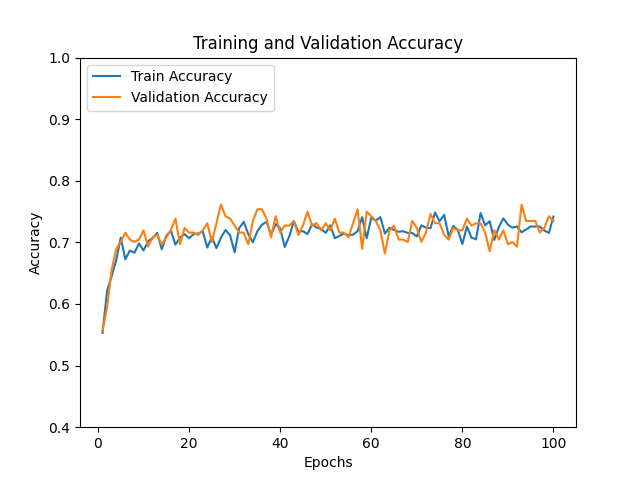 Training and Validation Accuracy
Train Accuracy
Validation Accuracy
1.0
0.9
0.8
0.7
0.6
0.5
0.4
Accuracy
0 20 40 60 80 100
Epochs